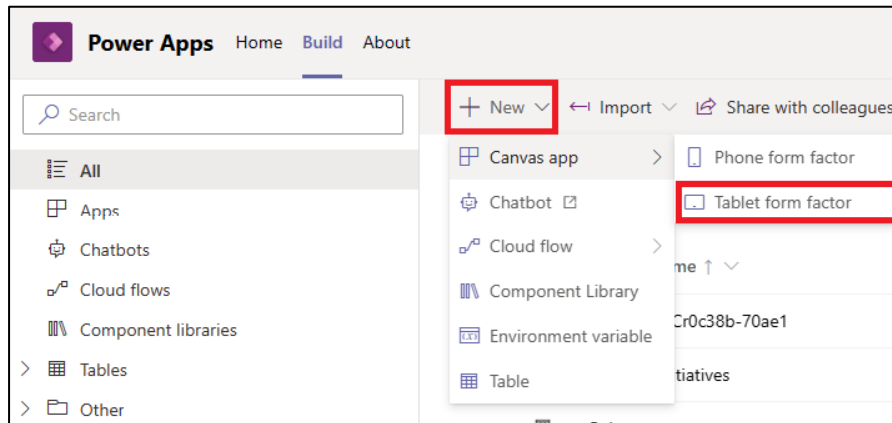 Power Apps Home Build About
Search
All
Apps
Chatbots
Cloud flows
Component libraries
Tables
Other
New Import Share with colleagues
Canvas app
Chatbot
Cloud flow
Component Library
Environment variable
Table
Phone form factor
Tablet form factor
me
Cr0c38b-70ae1
tiatives